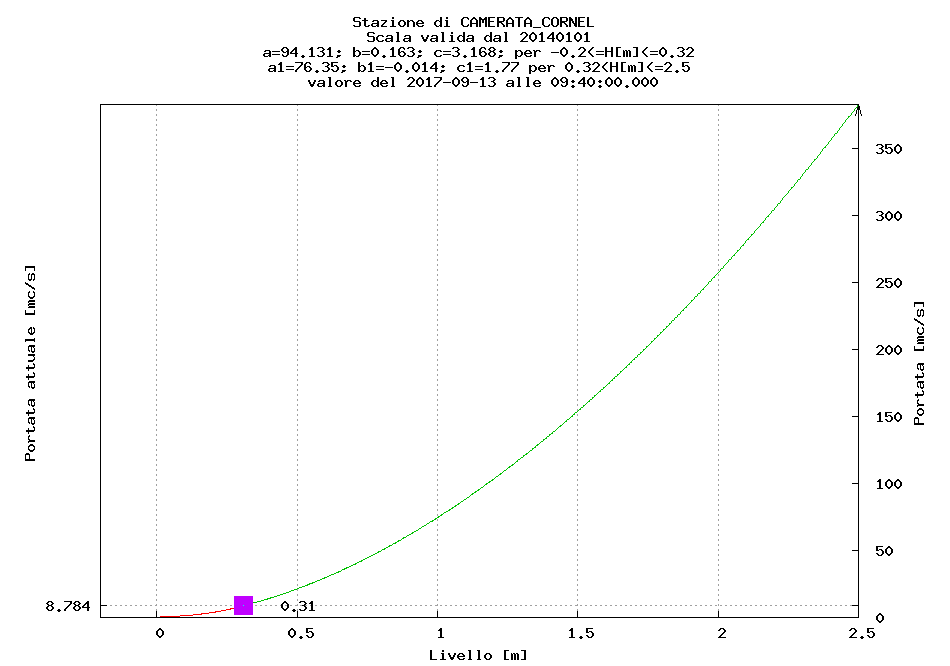 Stazione di CAMERATA_CORNEL
Scala valida dal 20140101
a=94.131; b=0.163; c=3.168; per -0.2<=H[m]<=0.32
a1=76.35; b1=-0.014; c1=1.77 per 0.32<H[m]<=2.5
valore del 2017-09-13 alle 09:40:00.000
Portata attuale [mc/s]
8.784
0.31
350
300
250
200
150
100
50
0
Portata [mc/s]
0 0.5 1 1.5 2 2.5
Livello [m]